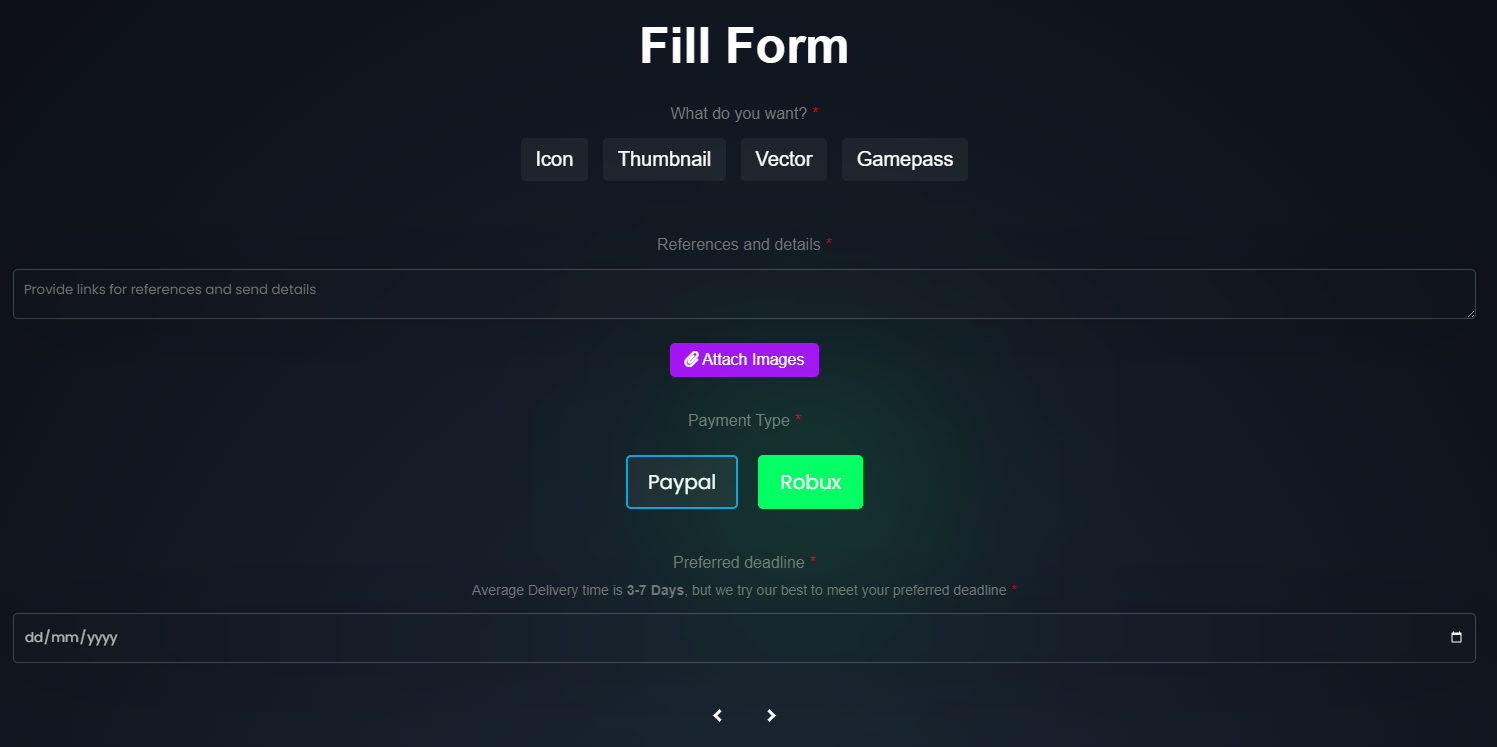 Fill Form
What do you want? *
Icon Thumbnail Vector Gamepass
References and details *
Provide links for references and send details
Attach Images
Payment Type *
Paypal Robux
Preferred deadline *
Average Delivery time is 3-7 Days, but we try our best to meet your preferred deadline *
dd/mm/yyyy